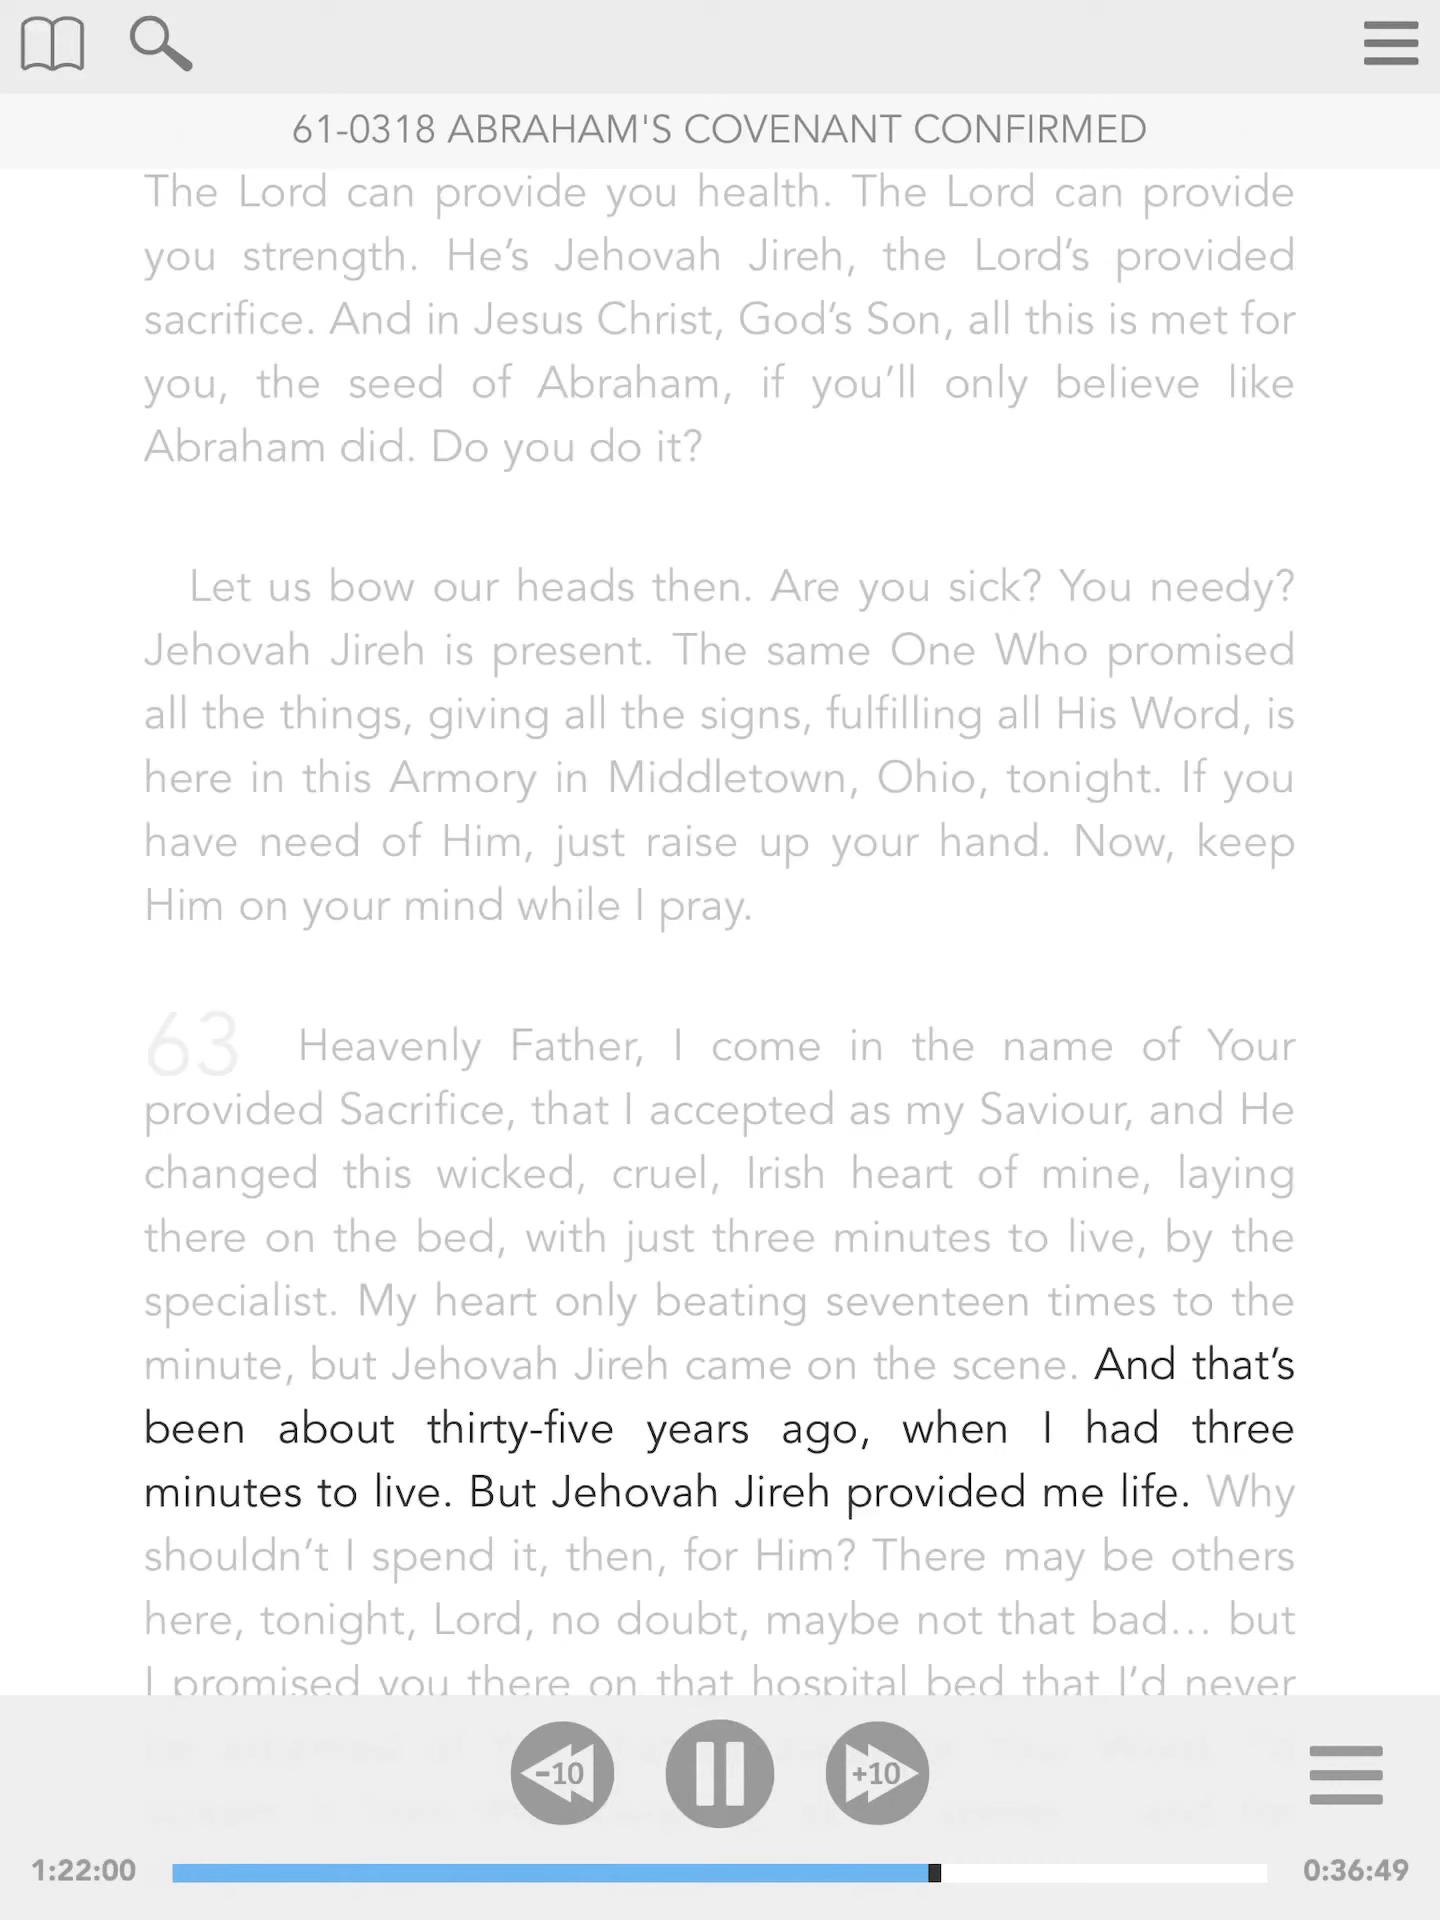 61-0318 ABRAHAM'S COVENANT CONFIRMED
The Lord can provide you health. The Lord can provide
you strength. He’s Jehovah Jireh, the Lord’s provided
sacrifice. And in Jesus Christ, God’s Son, all this is met for
you, the seed of Abraham, if you’ll only believe like
Abraham did. Do you do it?
Let us bow our heads then. Are you sick? You needy?
Jehovah Jireh is present. The same One Who promised
all the things, giving all the signs, fulfilling all His Word, is
here in this Armory in Middletown, Ohio, tonight. If you
have need of Him, just raise up your hand. Now, keep
Him on your mind while I pray.
63 Heavenly Father, I come in the name of Your
provided Sacrifice, that I accepted as my Saviour, and He
changed this wicked, cruel, Irish heart of mine, laying
there on the bed, with just three minutes to live, by the
specialist. My heart only beating seventeen times to the
minute, but Jehovah Jireh came on the scene. And that’s
been about thirty-five years ago, when I had three
minutes to live. But Jehovah Jireh provided me life. Why
shouldn’t I spend it, then, for Him? There may be others
here, tonight, Lord, no doubt, maybe not that bad… but
I promised you there on that hospital bed that I’d never
-10 +10
1:22:00 0:36:49